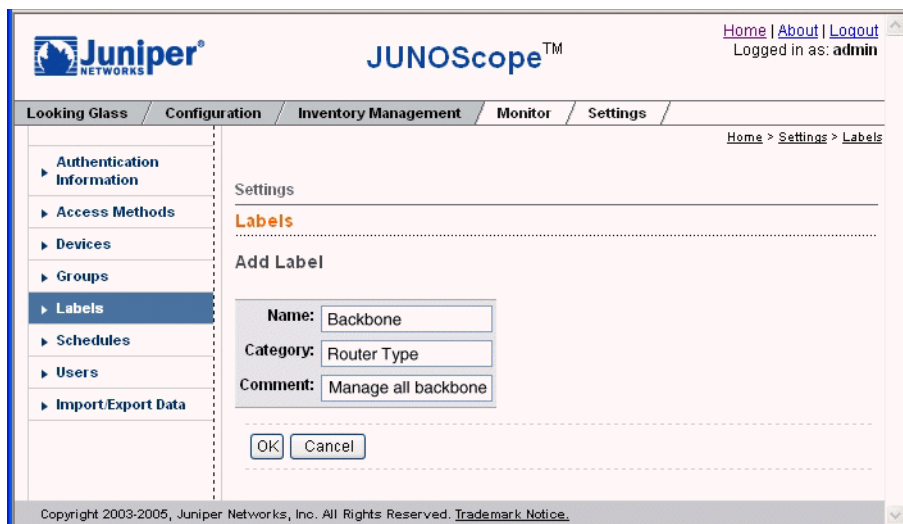 Juniper®
NETWORKS
JUNOScope™
Home | About | Logout
Logged in as: admin
Looking Glass / Configuration / Inventory Management / Monitor / Settings /
Home > Settings > Labels
Authentication Information
Access Methods
Devices
Groups
Labels
Schedules
Users
Import/Export Data
Settings
Labels
Add Label
Name: Backbone
Category: Router Type
Comment: Manage all backbone
OK Cancel
Copyright 2003-2005, Juniper Networks, Inc. All Rights Reserved. Trademark Notice.